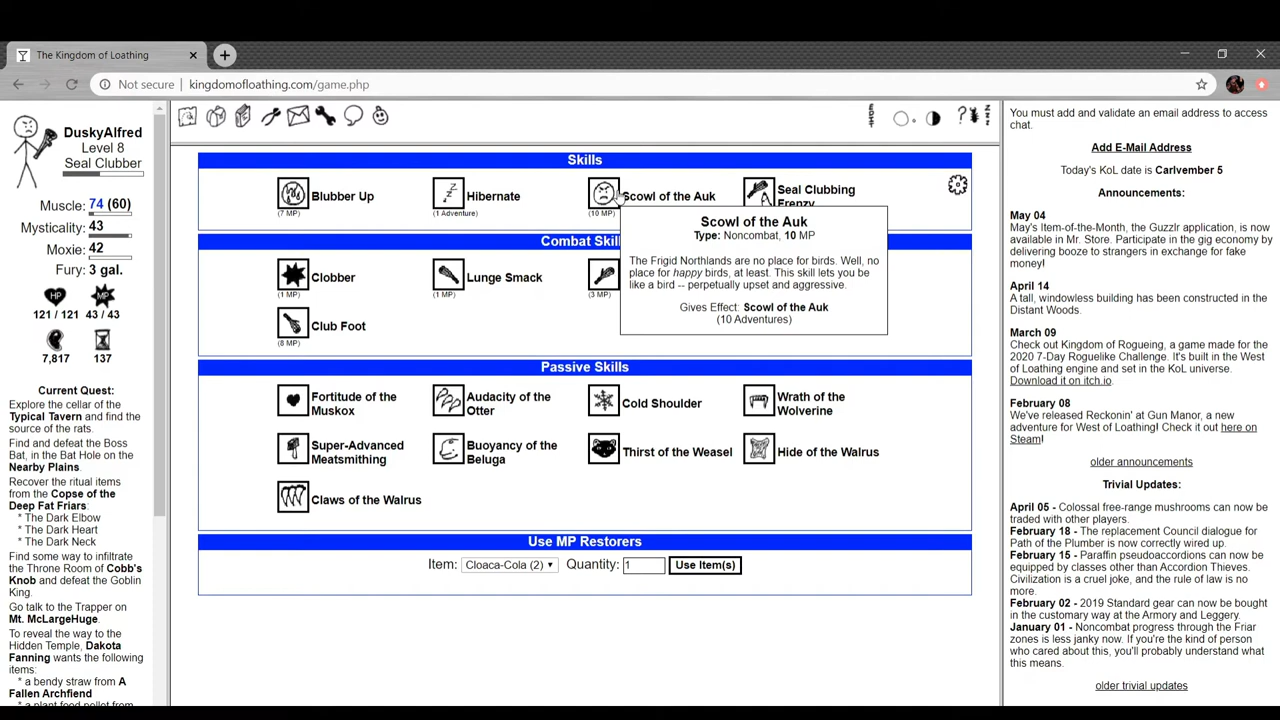 The Kingdom of Loathing
Not secure
kingdomofloathing.com/game.php
DuskyAlfred
Level 8
Seal Clubber
Muscle: 74 (60)
Mysticality: 43
Moxie: 42
Fury: 3 gal.
HP
MP
121 / 121
43 / 43
7,817
137
Current Quest:
Explore the cellar of the
Typical Tavern and find the
source of the rats.
Find and defeat the Boss
Bat, in the Bat Hole on the
Nearby Plains.
Recover the ritual items
from the Copse of the
Deep Fat Friars:
* The Dark Elbow
* The Dark Heart
* The Dark Neck
Find some way to infiltrate
the Throne Room of Cobb's
Knob and defeat the Goblin
King.
Go talk to the Trapper on
Mt. McLargeHuge.
To reveal the way to the
Hidden Temple, Dakota
Fanning wants the following
items:
* a bendy straw from A
Fallen Archfiend
* a plant food pellet from
Skills
Blubber Up
(7 MP)
Hibernate
(1 Adventure)
Scowl of the Auk
(10 MP)
Seal Clubbing
Frenzy
Scowl of the Auk
Type: Noncombat, 10 MP
The Frigid Northlands are no place for birds. Well, no
place for happy birds, at least. This skill lets you be
like a bird -- perpetually upset and aggressive.
Gives Effect: Scowl of the Auk
(10 Adventures)
Combat Skil
Clobber
(1 MP)
Lunge Smack
(1 MP)
(3 MP)
Club Foot
(8 MP)
Passive Skills
Fortitude of the
Muskox
Audacity of the
Otter
Cold Shoulder
Wrath of the
Wolverine
Super-Advanced
Meatsmithing
Buoyancy of the
Beluga
Thirst of the Weasel
Hide of the Walrus
Claws of the Walrus
Use MP Restorers
Item: Cloaca-Cola (2) Quantity: 1 Use Item(s)
You must add and validate an email address to access
chat.
Add E-Mail Address
Today's KoL date is Carlvember 5
Announcements:
May 04
May's Item-of-the-Month, the Guzzlr application, is now
available in Mr. Store. Participate in the gig economy by
delivering booze to strangers in exchange for fake
money!
April 14
A tall, windowless building has been constructed in the
Distant Woods.
March 09
Check out Kingdom of Rogueing, a game made for the
2020 7-Day Roguelike Challenge. It's built in the West
of Loathing engine and set in the KoL universe.
Download it on itch.io.
February 08
We've released Reckonin' at Gun Manor, a new
adventure for West of Loathing! Check it out here on
Steam!
older announcements
Trivial Updates:
April 05 - Colossal free-range mushrooms can now be
traded with other players.
February 18 - The replacement Council dialogue for
Path of the Plumber is now correctly wired up.
February 15 - Paraffin pseudoaccordions can now be
equipped by classes other than Accordion Thieves.
Civilization is a cruel joke, and the rule of law is no
more.
February 02 - 2019 Standard gear can now be bought
in the customary way at the Armory and Leggery.
January 01 - Noncombat progress through the Friar
zones is less janky now. If you're the kind of person
who cared about this, you'll probably understand what
this means.
older trivial updates